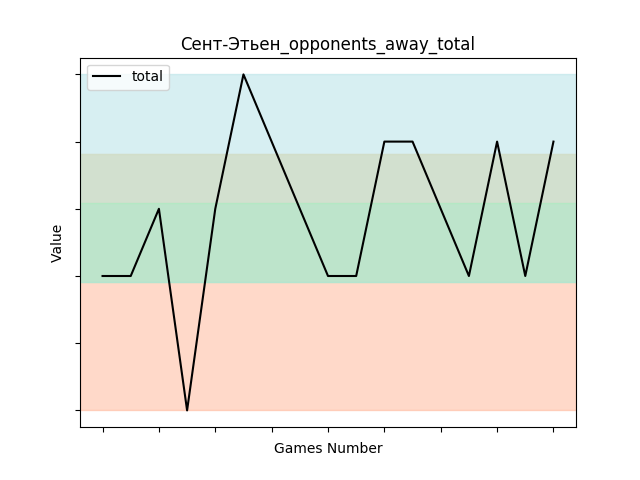 Сент-Этьен_opponents_away_total
total
Value
Games Number